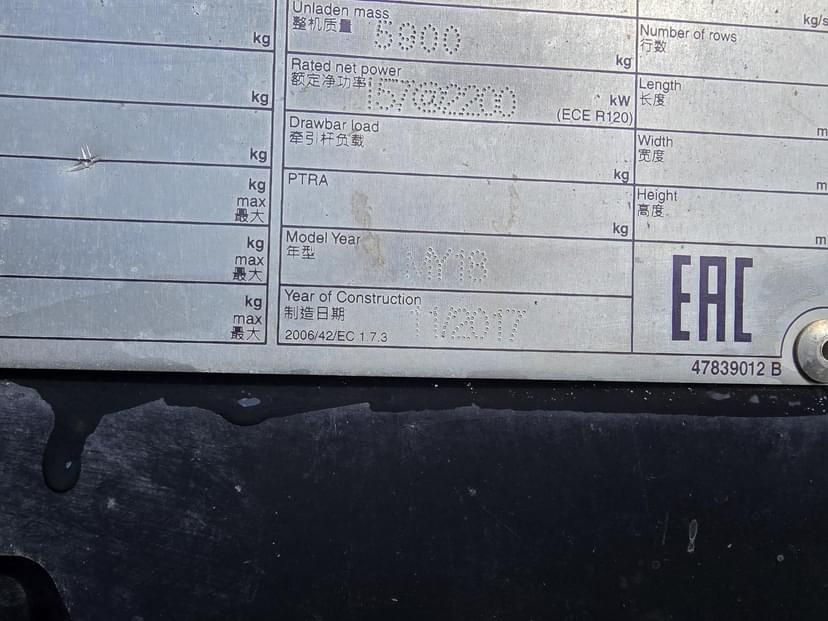 kg
kg
kg
kg
max
最大
kg
max
最大
kg
max
最大
Unladen mass
整机质量
kg
Rated net power
额定净功率 157@2200 kW
(ECE R120)
Drawbar load
牵引杆负载
kg
PTRA
kg
Model Year
年型 MY18
Year of Construction
制造日期 11/2017
2006/42/EC 1.7.3
kg/s
Number of rows
行数
Length
长度
m
Width
宽度
m
Height
高度
m
EAC
47839012 B